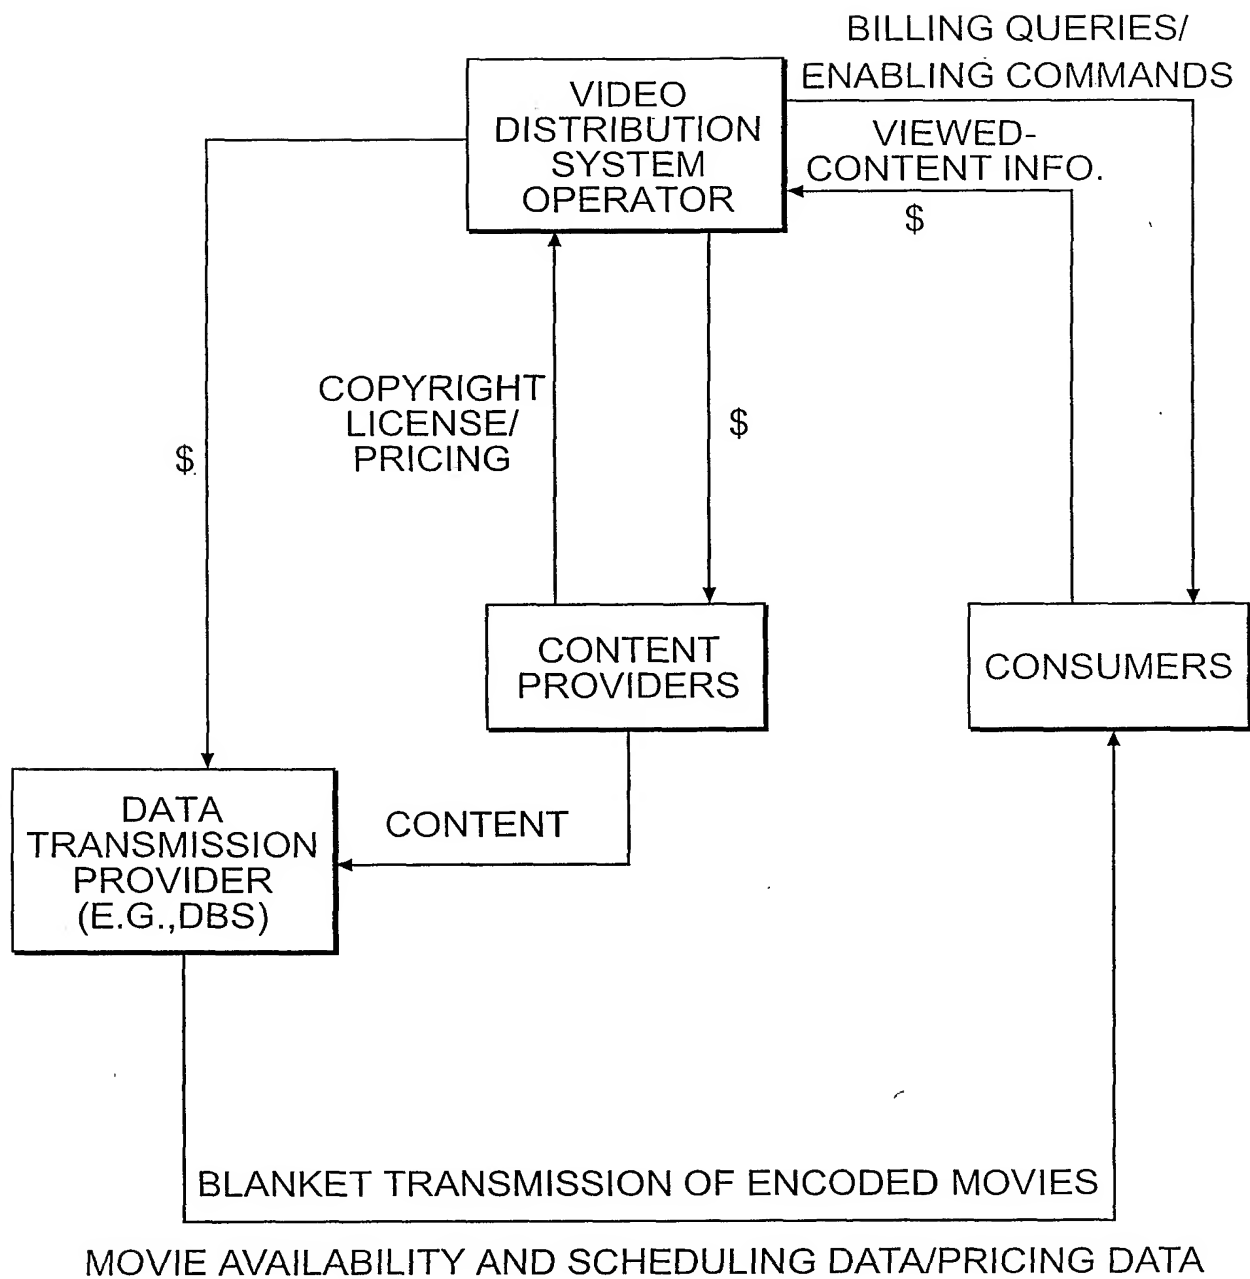 BILLING QUERIES/
ENABLING COMMANDS
VIDEO
DISTRIBUTION
SYSTEM
OPERATOR
VIEWED-
CONTENT INFO.
$
COPYRIGHT
LICENSE/
PRICING
$
$
CONTENT
PROVIDERS
CONSUMERS
DATA
TRANSMISSION
PROVIDER
(E.G.,DBS)
CONTENT
BLANKET TRANSMISSION OF ENCODED MOVIES
MOVIE AVAILABILITY AND SCHEDULING DATA/PRICING DATA